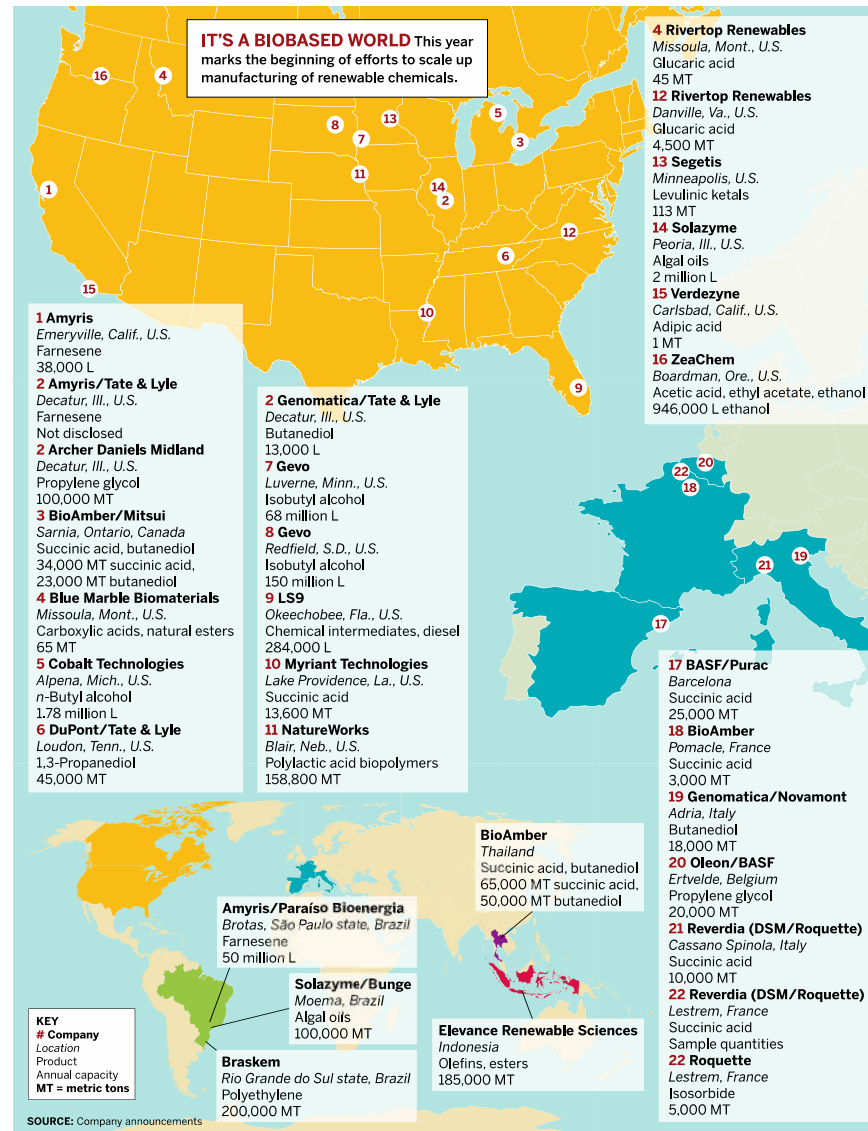 IT'S A BIOBASED WORLD This year
marks the beginning of efforts to scale up
manufacturing of renewable chemicals.
16
4
8
13
7
5
3
1
11
14
2
12
6
15
10
9
1 Amyris
Emeryville, Calif., U.S.
Farnesene
38,000 L
2 Amyris/Tate & Lyle
Decatur, Ill., U.S.
Farnesene
Not disclosed
2 Archer Daniels Midland
Decatur, Ill., U.S.
Propylene glycol
100,000 MT
3 BioAmber/Mitsui
Sarnia, Ontario, Canada
Succinic acid, butanediol
34,000 MT succinic acid,
23,000 MT butanediol
4 Blue Marble Biomaterials
Missoula, Mont., U.S.
Carboxylic acids, natural esters
65 MT
5 Cobalt Technologies
Alpena, Mich., U.S.
n-Butyl alcohol
1.78 million L
6 DuPont/Tate & Lyle
Loudon, Tenn., U.S.
1,3-Propanediol
45,000 MT
2 Genomatica/Tate & Lyle
Decatur, Ill., U.S.
Butanediol
13,000 L
7 Gevo
Luverne, Minn., U.S.
Isobutyl alcohol
68 million L
8 Gevo
Redfield, S.D., U.S.
Isobutyl alcohol
150 million L
9 LS9
Okeechobee, Fla., U.S.
Chemical intermediates, diesel
284,000 L
10 Myriant Technologies
Lake Providence, La., U.S.
Succinic acid
13,600 MT
11 NatureWorks
Blair, Neb., U.S.
Polylactic acid biopolymers
158,800 MT
4 Rivertop Renewables
Missoula, Mont., U.S.
Glucaric acid
45 MT
12 Rivertop Renewables
Danville, Va., U.S.
Glucaric acid
4,500 MT
13 Segetis
Minneapolis, U.S.
Levulinic ketals
113 MT
14 Solazyme
Peoria, Ill., U.S.
Algal oils
2 million L
15 Verdezyne
Carlsbad, Calif., U.S.
Adipic acid
1 MT
16 ZeaChem
Boardman, Ore., U.S.
Acetic acid, ethyl acetate, ethanol
946,000 L ethanol
20
22
18
19
21
17
17 BASF/Purac
Barcelona
Succinic acid
25,000 MT
18 BioAmber
Pomacle, France
Succinic acid
3,000 MT
19 Genomatica/Novamont
Adria, Italy
Butanediol
18,000 MT
20 Oleon/BASF
Ertvelde, Belgium
Propylene glycol
20,000 MT
21 Reverdia (DSM/Roquette)
Cassano Spinola, Italy
Succinic acid
10,000 MT
22 Reverdia (DSM/Roquette)
Lestrem, France
Succinic acid
Sample quantities
22 Roquette
Lestrem, France
Isosorbide
5,000 MT
BioAmber
Thailand
Succinic acid, butanediol
65,000 MT succinic acid,
50,000 MT butanediol
Amyris/Paraíso Bioenergia
Brotas, São Paulo state, Brazil
Farnesene
50 million L
Solazyme/Bunge
Moema, Brazil
Algal oils
100,000 MT
Braskem
Rio Grande do Sul state, Brazil
Polyethylene
200,000 MT
Elevance Renewable Sciences
Indonesia
Olefins, esters
185,000 MT
KEY
# Company
Location
Product
Annual capacity
MT = metric tons
SOURCE: Company announcements